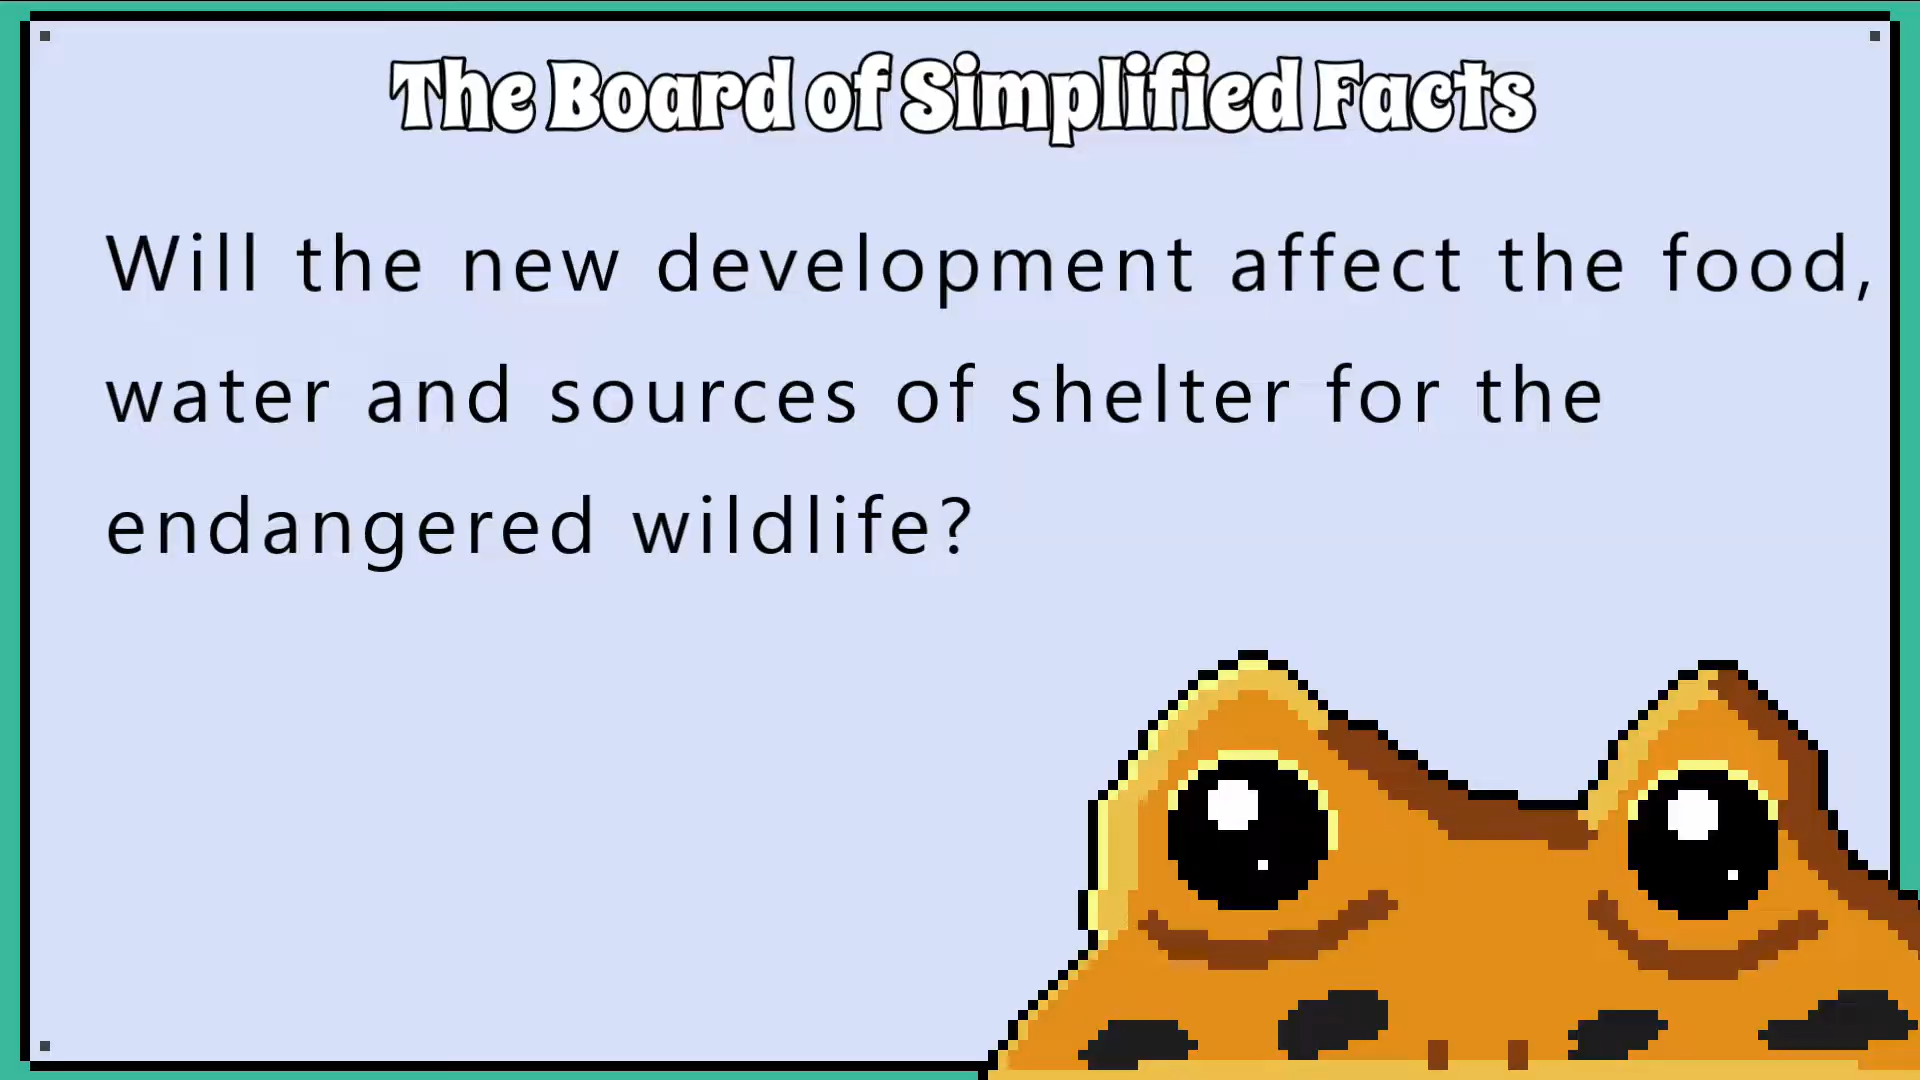 The Board of Simplified Facts
Will the new development affect the food,
water and sources of shelter for the
endangered wildlife?